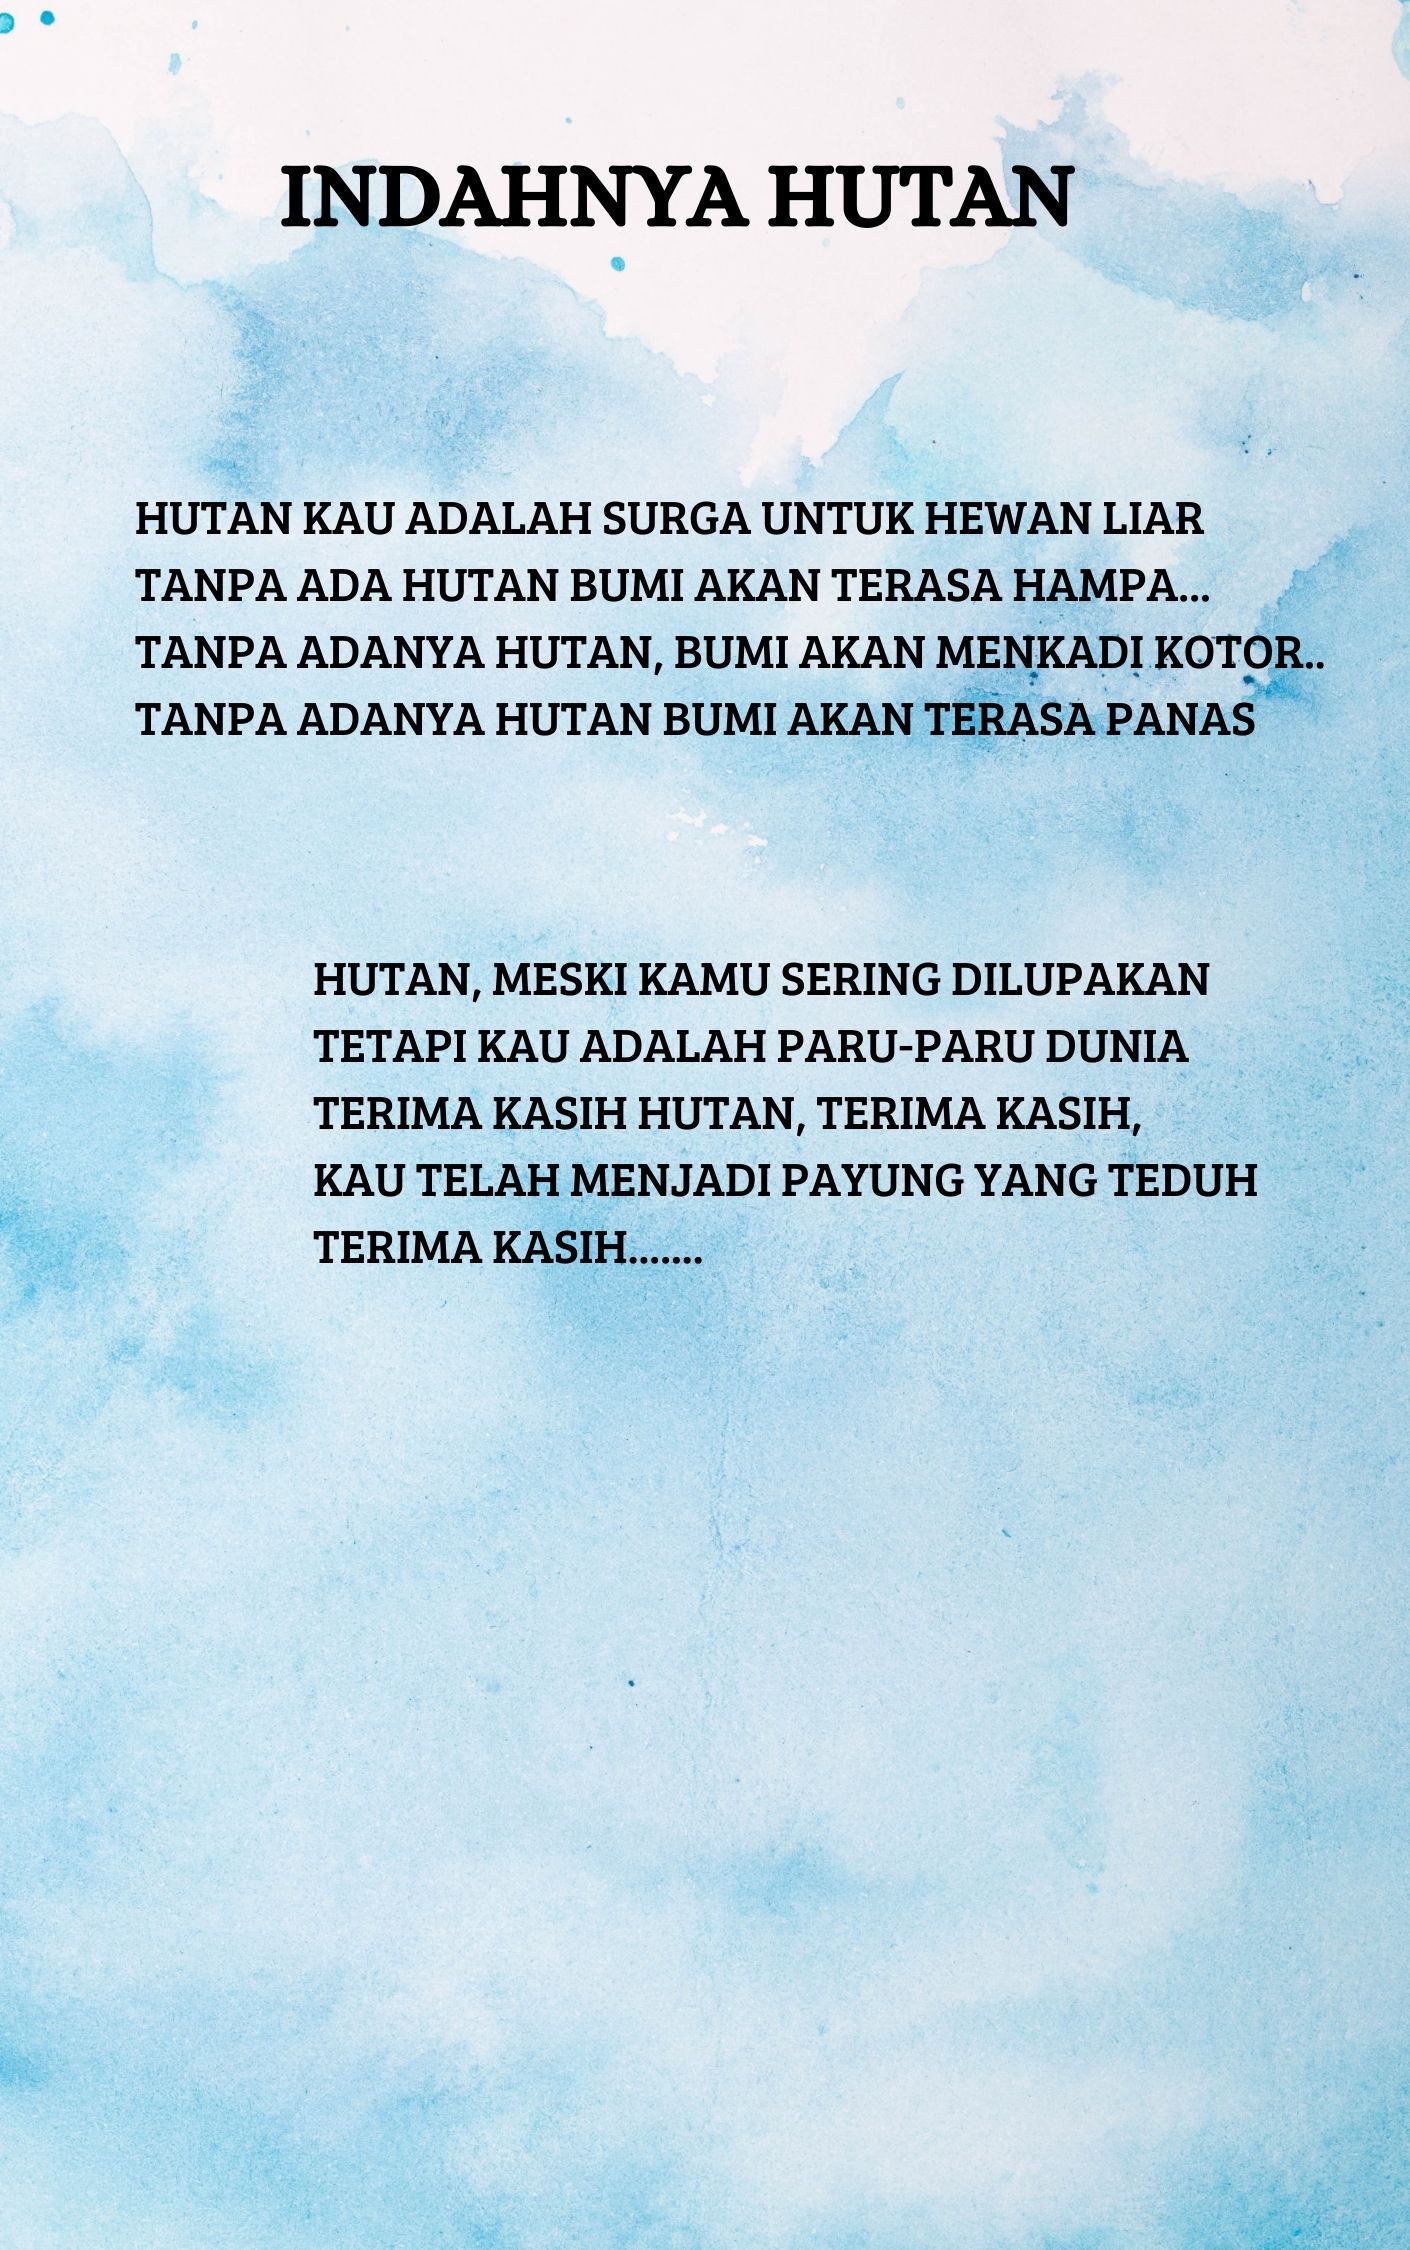 INDAHNYA HUTAN
HUTAN KAU ADALAH SURGA UNTUK HEWAN LIAR
TANPA ADA HUTAN BUMI AKAN TERASA HAMPA...
TANPA ADANYA HUTAN, BUMI AKAN MENKADI KOTOR..
TANPA ADANYA HUTAN BUMI AKAN TERASA PANAS
HUTAN, MESKI KAMU SERING DILUPAKAN
TETAPI KAU ADALAH PARU-PARU DUNIA
TERIMA KASIH HUTAN, TERIMA KASIH,
KAU TELAH MENJADI PAYUNG YANG TEDUH
TERIMA KASIH.......